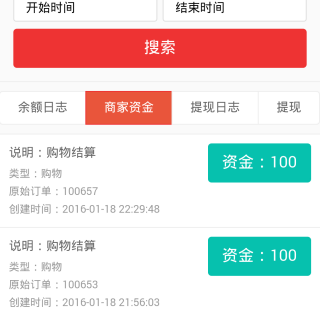 开始时间 结束时间
搜索
余额日志 商家资金 提现日志 提现
说明：购物结算
资金：100
类型：购物
原始订单：100657
创建时间：2016-01-18 22:29:48
说明：购物结算
资金：100
类型：购物
原始订单：100653
创建时间：2016-01-18 21:56:03